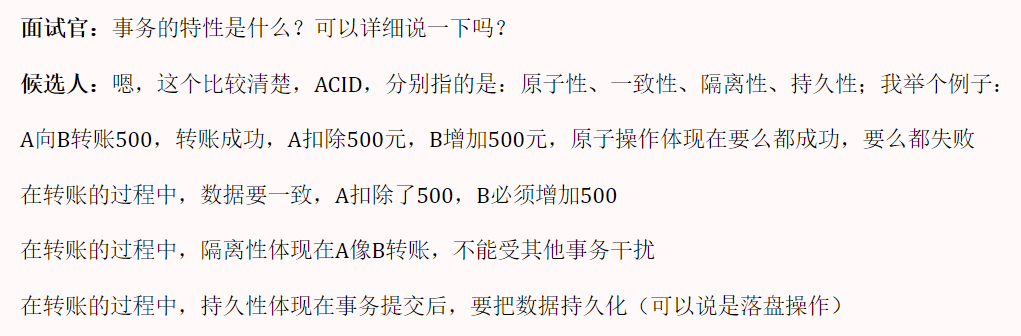 面试官：事务的特性是什么？可以详细说一下吗？
候选人：嗯，这个比较清楚，ACID，分别指的是：原子性、一致性、隔离性、持久性；我举个例子：
A向B转账500，转账成功，A扣除500元，B增加500元，原子操作体现在要么都成功，要么都失败
在转账的过程中，数据要一致，A扣除了500，B必须增加500
在转账的过程中，隔离性体现在A像B转账，不能受其他事务干扰
在转账的过程中，持久性体现在事务提交后，要把数据持久化（可以说是落盘操作）